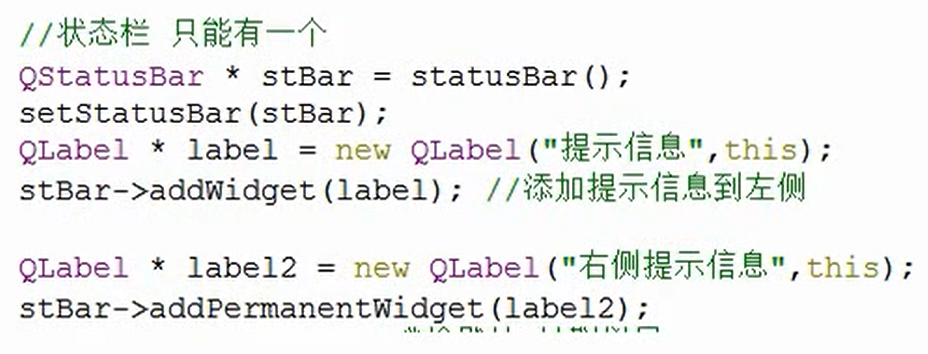 //状态栏 只能有一个
QStatusBar * stBar = statusBar();
setStatusBar(stBar);
QLabel * label = new QLabel("提示信息",this);
stBar->addWidget(label); //添加提示信息到左侧
QLabel * label2 = new QLabel("右侧提示信息",this);
stBar->addPermanentWidget(label2);